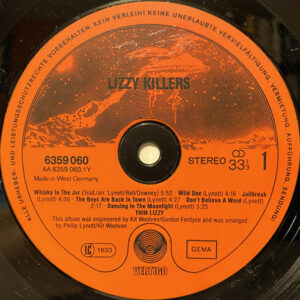 ALLE URHEBER- UND LEISTUNGSSCHUTZRECHTE VORBEHALTEN. KEIN VERLEIH! KEINE UNERLAUBTE VERVIELFÄLTIGUNG, VERMIETUNG, AUFFÜHRUNG, SENDUNG!
LIZZY KILLERS
6359 060
AA 6359 060.1Y
Made in West Germany
STEREO 33⅓ 1
Whisky In The Jar (Trad./arr. Lynott/Bell/Downey) 5:52 · Wild One (Lynott) 4:16 · Jailbreak
(Lynott) 4:00 · The Boys Are Back in Town (Lynott) 4:27 · Don't Believe A Word (Lynott)
2:17 · Dancing In The Moonlight (Lynott) 3:25
THIN LIZZY
This album was engineered by Kit Woolven/Gordon Fordyce and was arranged
by Philip Lynott/Kit Woolven
LC 1633
GEMA
VERTIGO